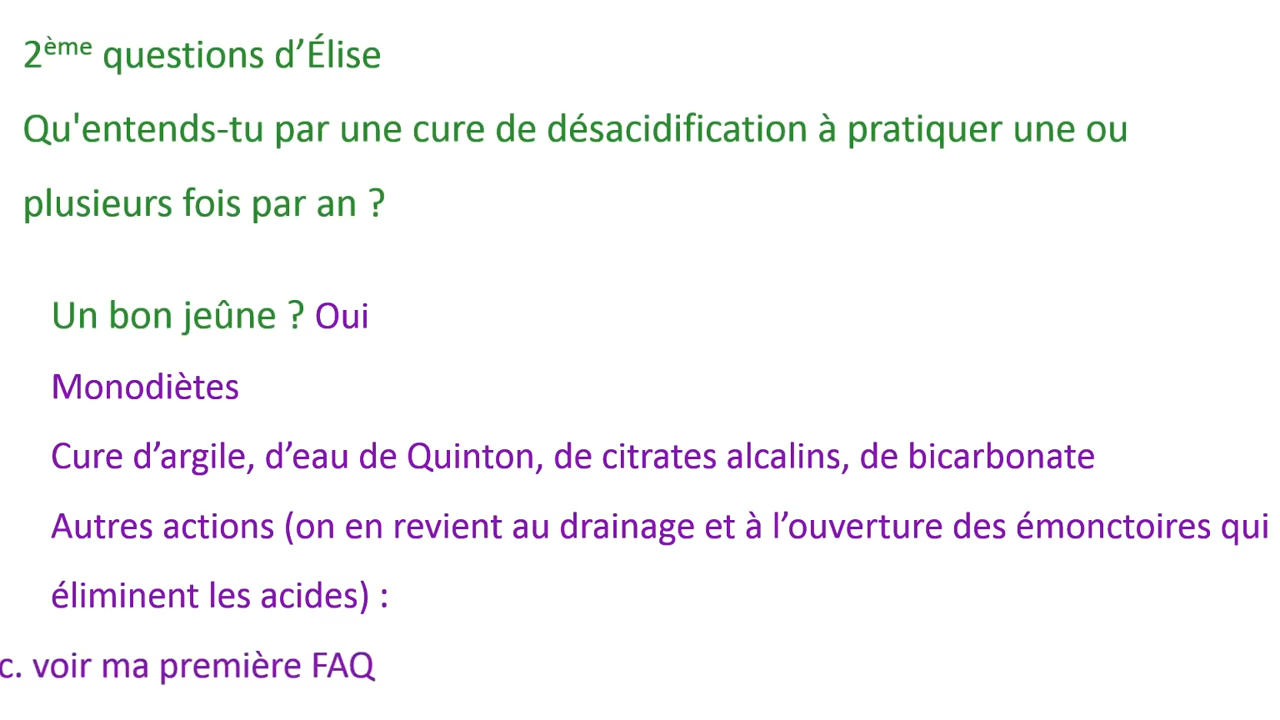 2ème questions d’Élise
Qu'entends-tu par une cure de désacidification à pratiquer une ou
plusieurs fois par an ?
Un bon jeûne ? Oui
Monodiètes
Cure d’argile, d’eau de Quinton, de citrates alcalins, de bicarbonate
Autres actions (on en revient au drainage et à l’ouverture des émonctoires qui
éliminent les acides) :
c. voir ma première FAQ